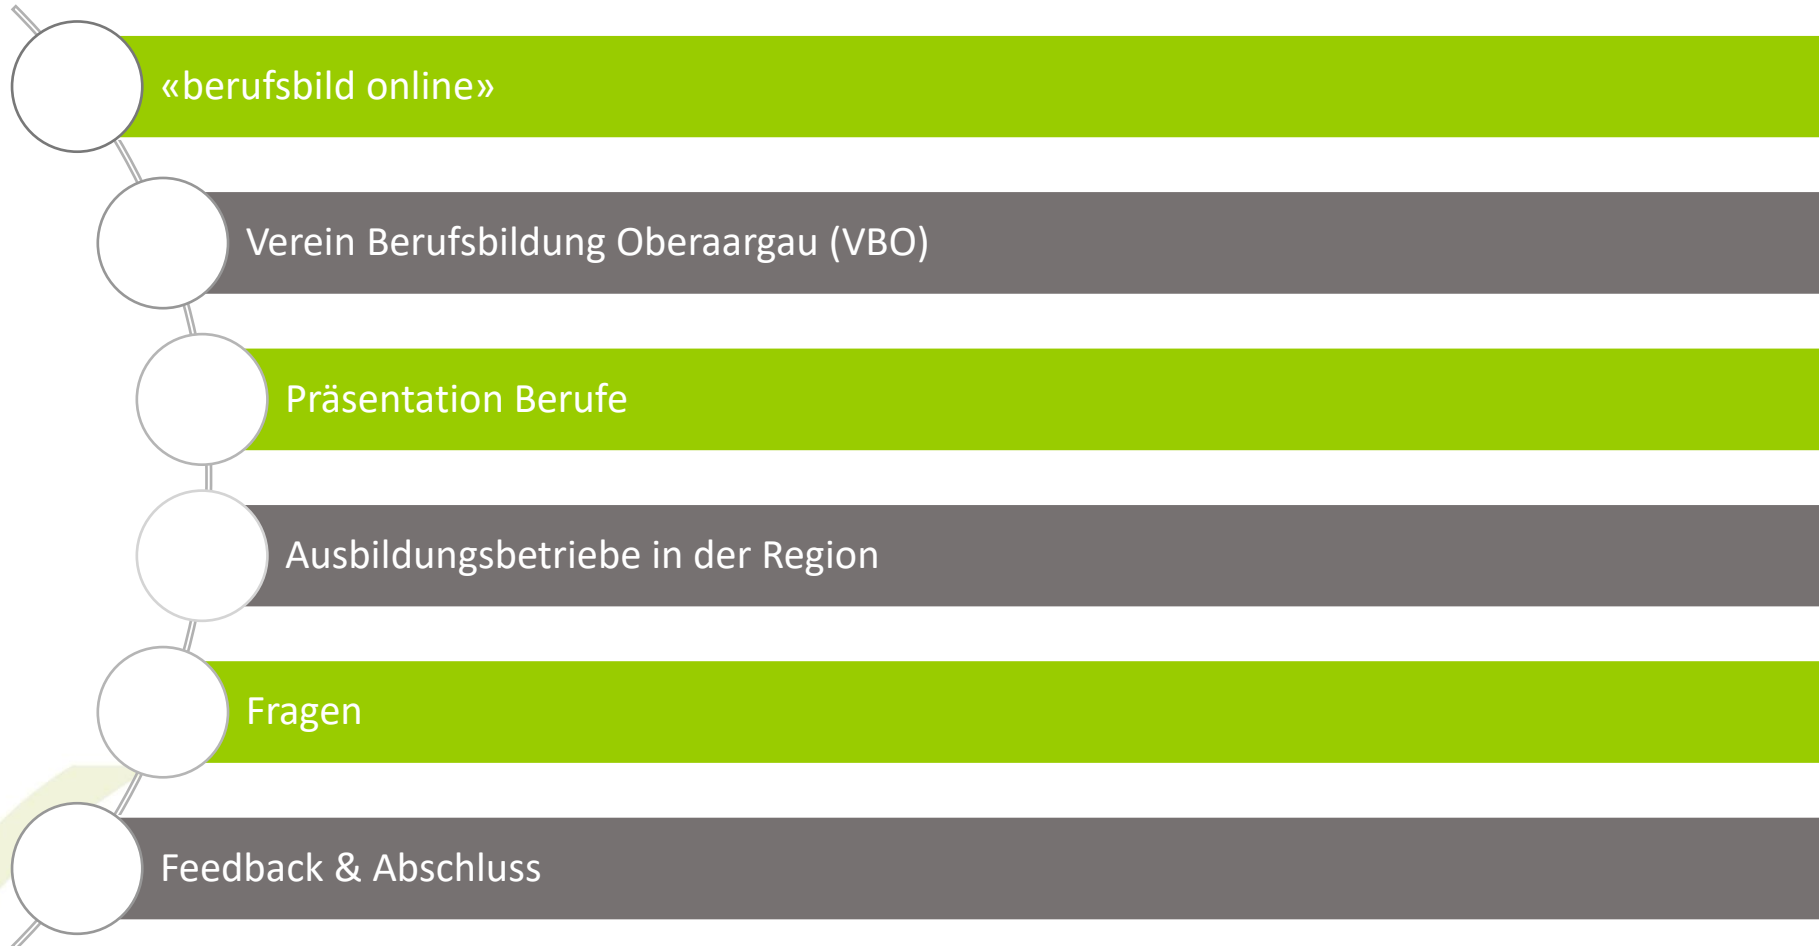 «berufsbild online»
Verein Berufsbildung Oberaargau (VBO)
Präsentation Berufe
Ausbildungsbetriebe in der Region
Fragen
Feedback & Abschluss